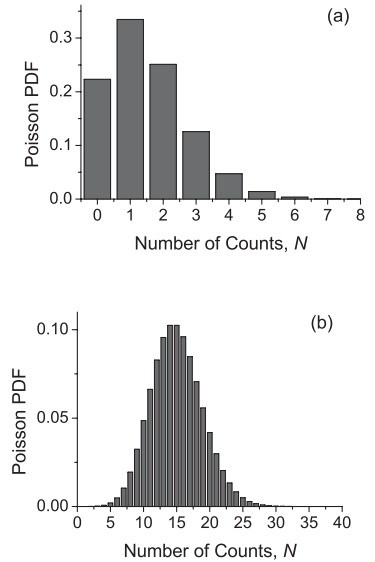 (a)
Poisson PDF
0.3
0.2
0.1
0.0
0 1 2 3 4 5 6 7 8
Number of Counts, N
(b)
Poisson PDF
0.10
0.05
0.00
0 5 10 15 20 25 30 35 40
Number of Counts, N